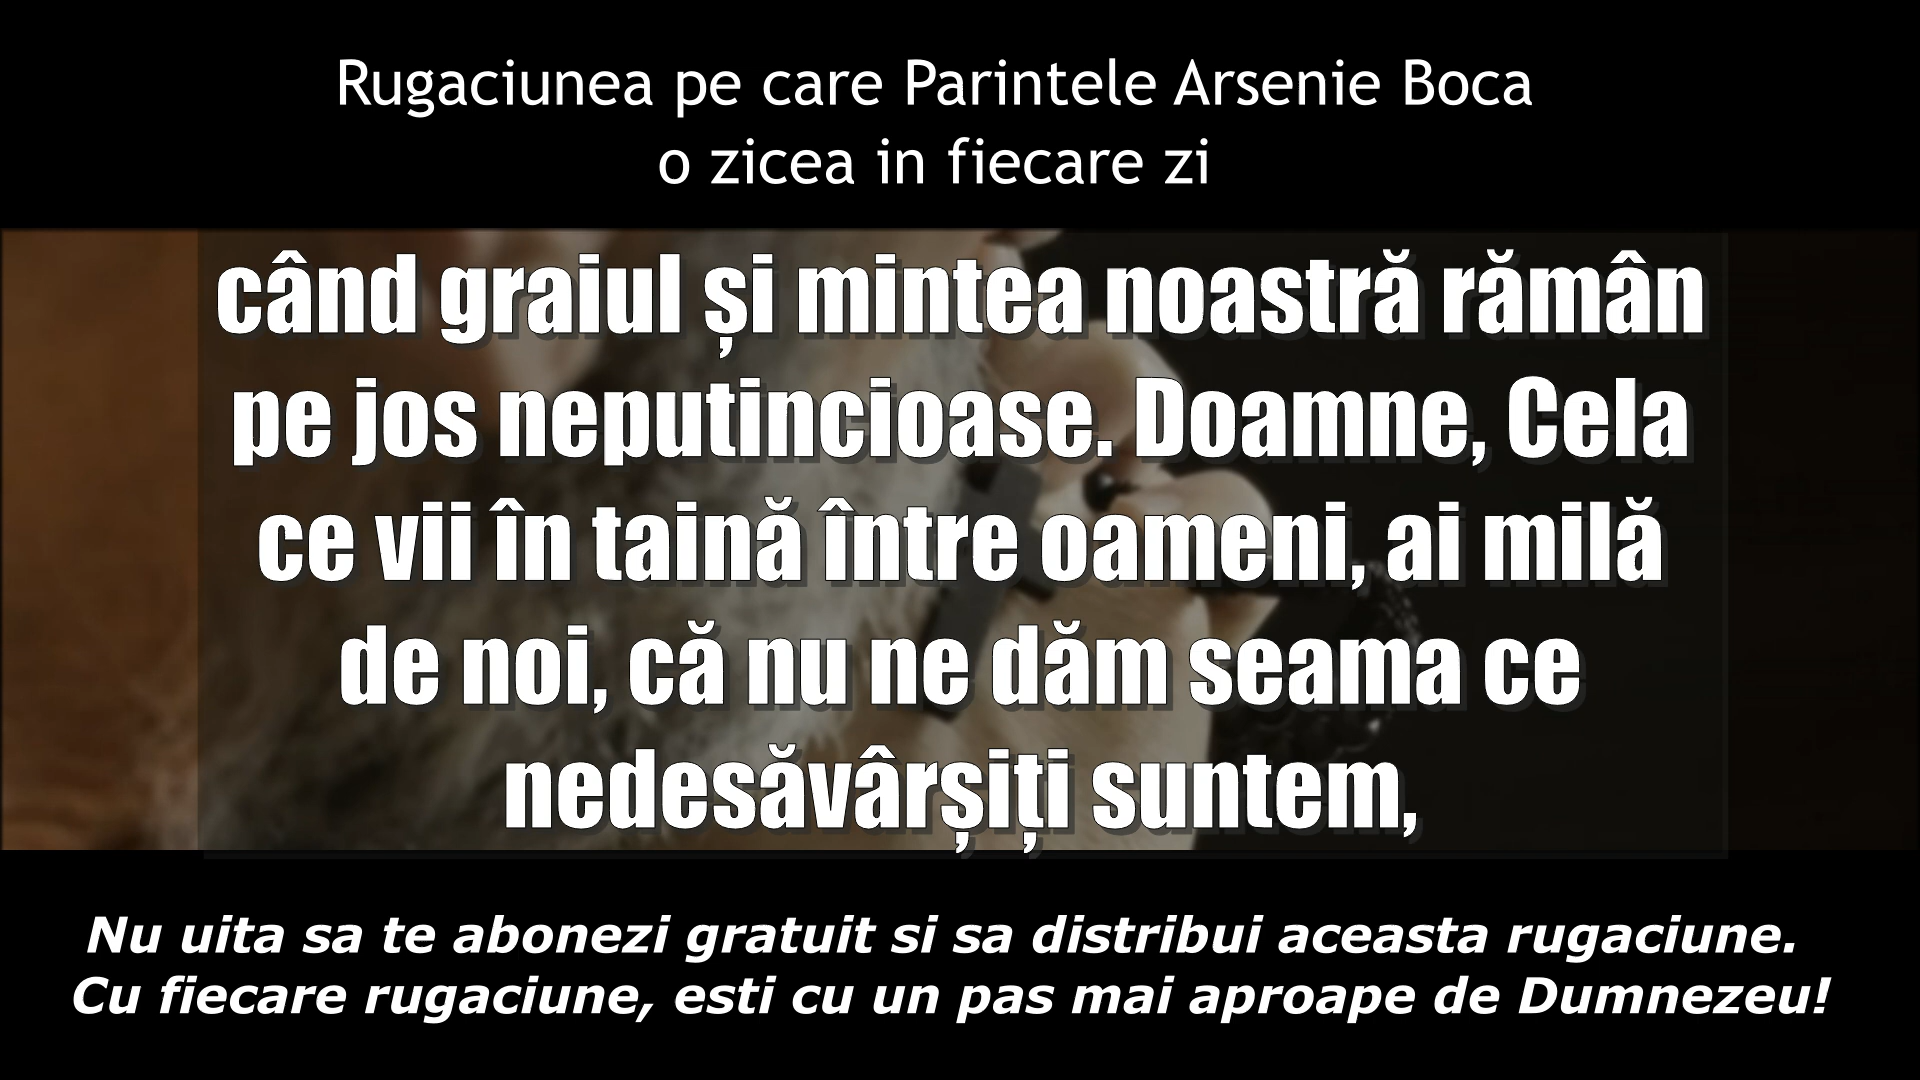 Rugaciunea pe care Parintele Arsenie Boca
o zicea in fiecare zi
când graiul și mintea noastră rămân
pe jos neputincioase. Doamne, Cela
ce vii în taină între oameni, ai milă
de noi, că nu ne dăm seama ce
nedesăvârșiți suntem,
Nu uita sa te abonezi gratuit si sa distribui aceasta rugaciune.
Cu fiecare rugaciune, esti cu un pas mai aproape de Dumnezeu!